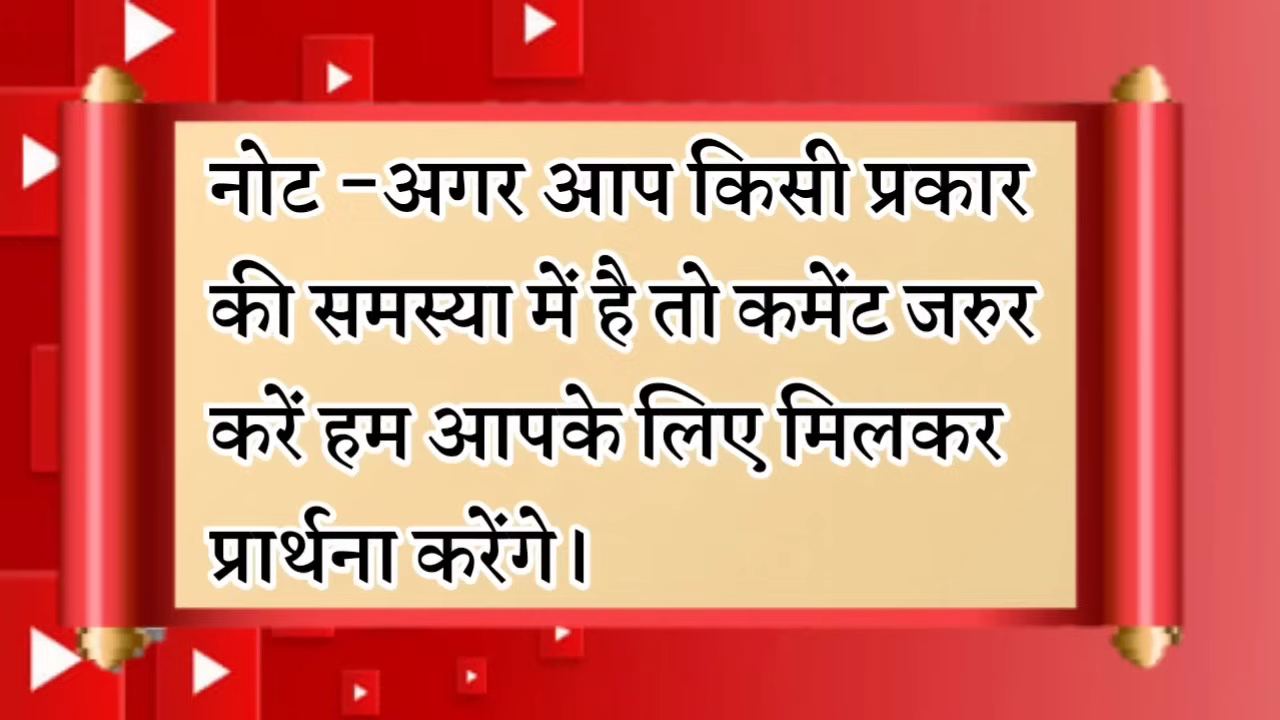 नोट -अगर आप किसी प्रकार
की समस्या में है तो कमेंट जरुर
करें हम आपके लिए मिलकर
प्रार्थना करेंगे।